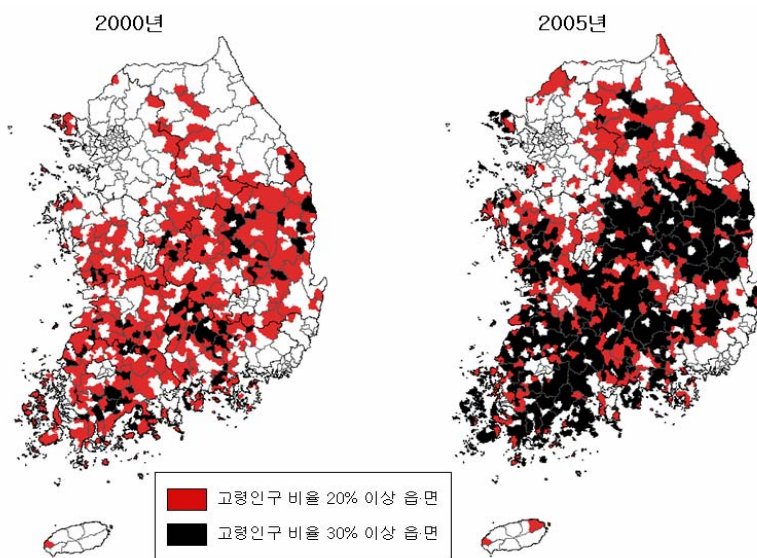 2000년
2005년
고령인구 비율 20% 이상 읍·면
고령인구 비율 30% 이상 읍·면